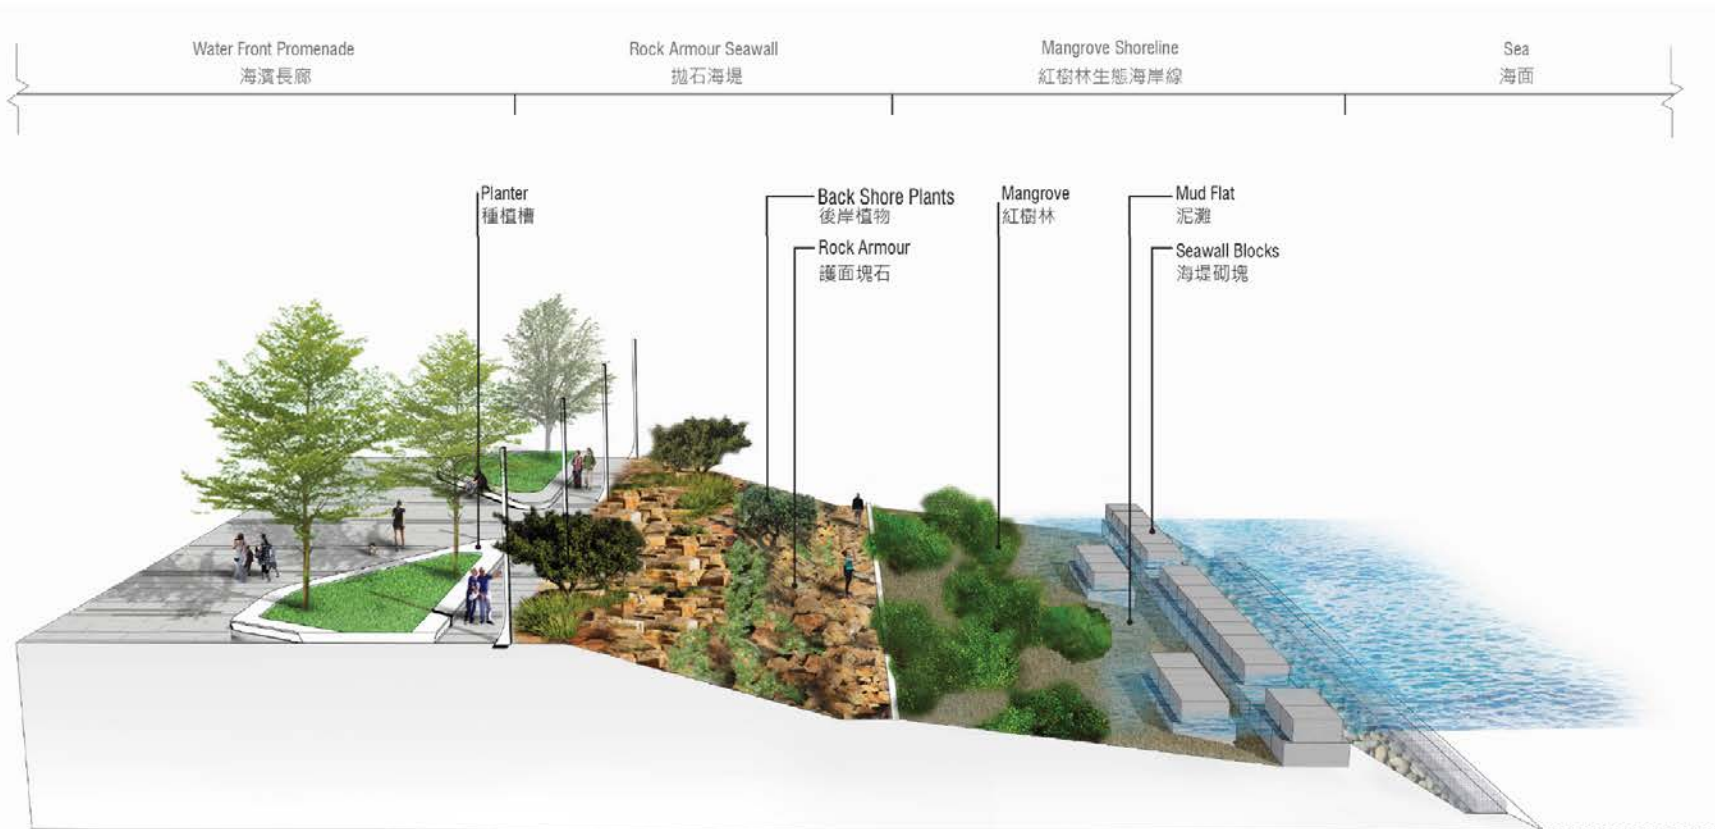 Water Front Promenade
海濱長廊
Rock Armour Seawall
拋石海堤
Mangrove Shoreline
紅樹林生態海岸線
Sea
海面
Planter
種植槽
Back Shore Plants
後岸植物
Rock Armour
護面塊石
Mangrove
紅樹林
Mud Flat
泥灘
Seawall Blocks
海堤砌塊